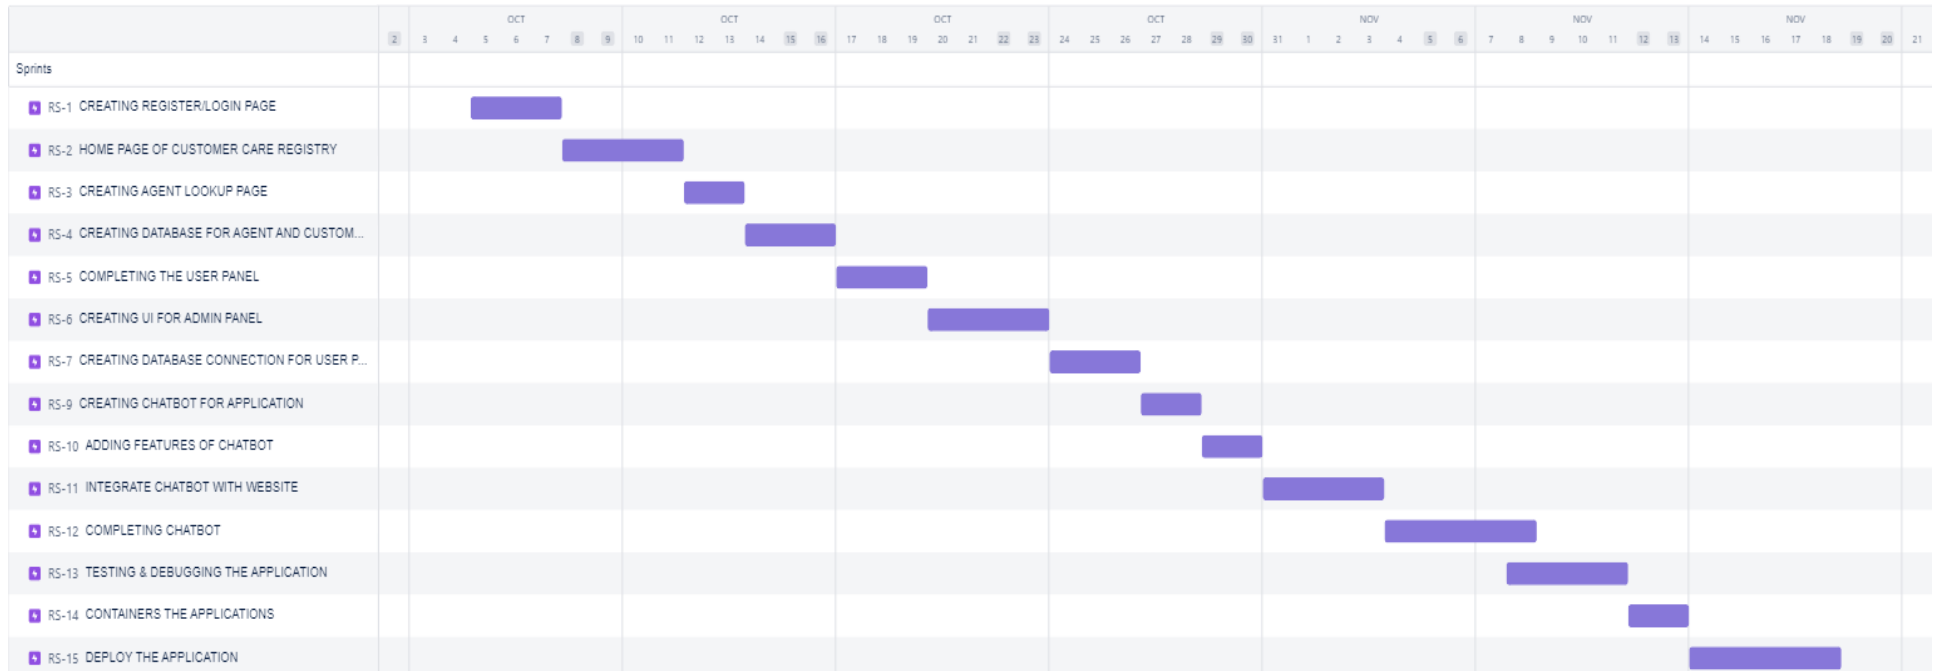 OCT OCT OCT OCT NOV NOV NOV
2 3 4 5 6 7 8 9 10 11 12 13 14 15 16 17 18 19 20 21 22 23 24 25 26 27 28 29 30 31 1 2 3 4 5 6 7 8 9 10 11 12 13 14 15 16 17 18 19 20 21
Sprints
RS-1 CREATING REGISTER/LOGIN PAGE
RS-2 HOME PAGE OF CUSTOMER CARE REGISTRY
RS-3 CREATING AGENT LOOKUP PAGE
RS-4 CREATING DATABASE FOR AGENT AND CUSTOM...
RS-5 COMPLETING THE USER PANEL
RS-6 CREATING UI FOR ADMIN PANEL
RS-7 CREATING DATABASE CONNECTION FOR USER P...
RS-9 CREATING CHATBOT FOR APPLICATION
RS-10 ADDING FEATURES OF CHATBOT
RS-11 INTEGRATE CHATBOT WITH WEBSITE
RS-12 COMPLETING CHATBOT
RS-13 TESTING & DEBUGGING THE APPLICATION
RS-14 CONTAINERS THE APPLICATIONS
RS-15 DEPLOY THE APPLICATION